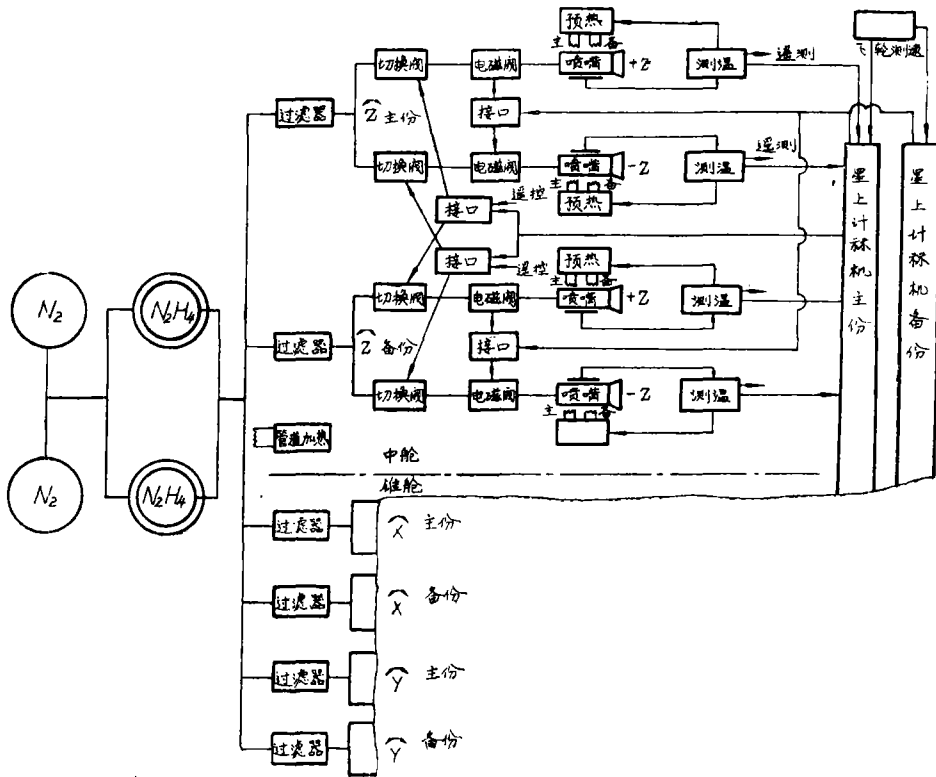 预热
主 备
飞轮测速
切换阀
电磁阀
喷嘴
+Z
测温
遥测
过滤器
Z 主份
接口
遥测
切换阀
电磁阀
喷嘴
-Z
测温
主 备
预热
遥控
接口
接口
遥控
预热
主 备
N₂
N₂H₄
切换阀
电磁阀
喷嘴
+Z
测温
过滤器
Z 备份
接口
切换阀
电磁阀
喷嘴
-Z
测温
主 备
管道加热
中舱
锥舱
N₂
N₂H₄
过滤器
X 主份
过滤器
X 备份
过滤器
Y 主份
过滤器
Y 备份
星上计标机主份
星上计标机备份